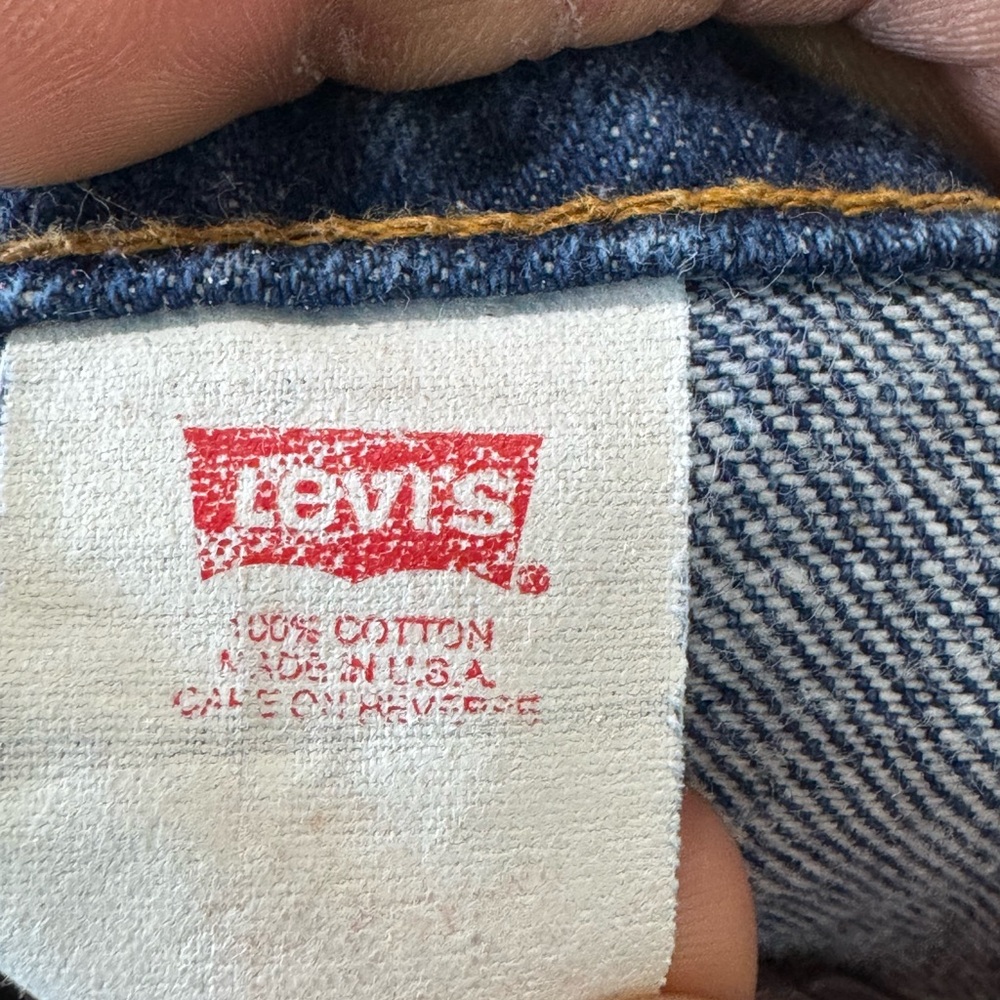 Levi's®
100% COTTON
MADE IN U.S.A.
CARE ON REVERSE